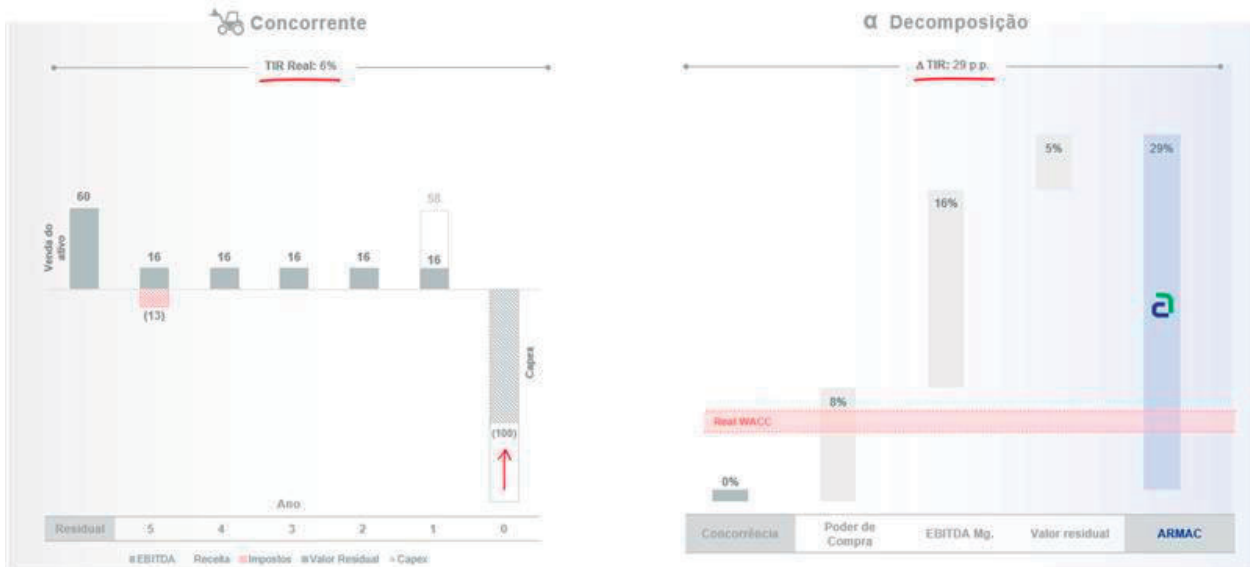 Concorrente
TIR Real: 6%
60
58
16
16
16
16
16
Venda do
ativo
(13)
Capex
(100)
Ano
Residual 5 4 3 2 1 0
EBITDA Receita Impostos Valor Residual Capex
α Decomposição
Δ TIR: 29 p.p.
5%
29%
16%
8%
Real WACC
0%
Concorrência Poder de Compra EBITDA Mg. Valor residual ARMAC